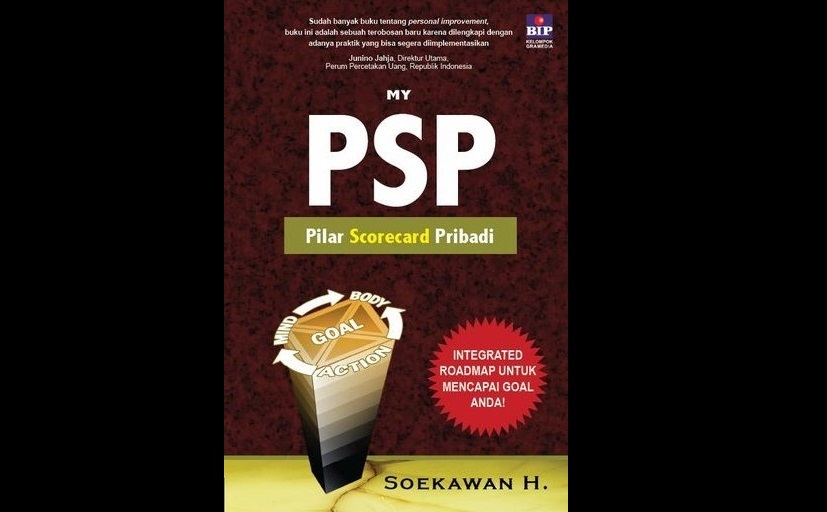 Sudah banyak buku tentang personal improvement,
buku ini adalah sebuah terobosan baru karena dilengkapi dengan
adanya praktik yang bisa segera diimplementasikan
Junino Jahja, Direktur Utama,
Perum Percetakan Uang, Republik Indonesia
BIP
KELOMPOK
GRAMEDIA
MY
PSP
Pilar Scorecard Pribadi
MIND
BODY
GOAL
ACTION
INTEGRATED
ROADMAP UNTUK
MENCAPAI GOAL
ANDA!
SOEKAWAN H.